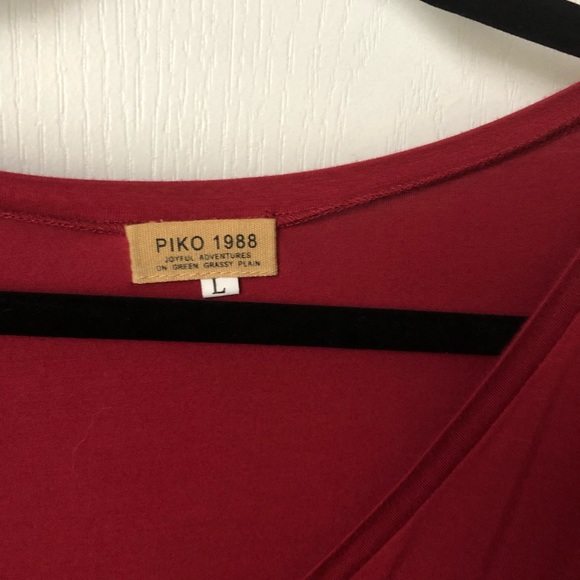 PIKO 1988
JOYFUL ADVENTURES
ON GREEN GRASSY PLAIN
L